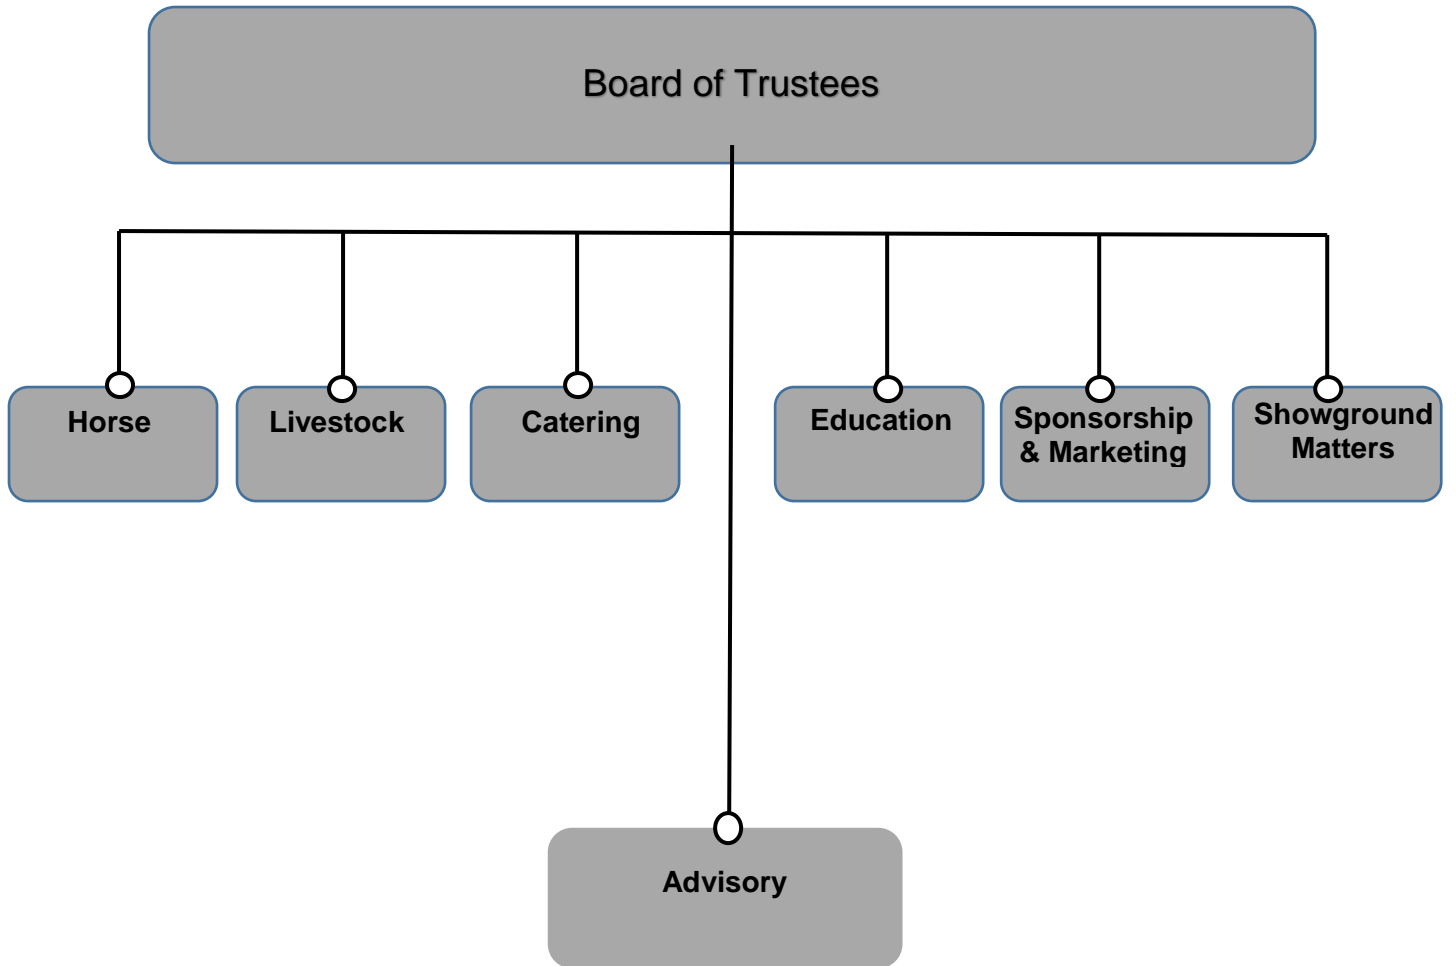 Board of Trustees
Horse
Livestock
Catering
Education
Sponsorship
& Marketing
Showground
Matters
Advisory